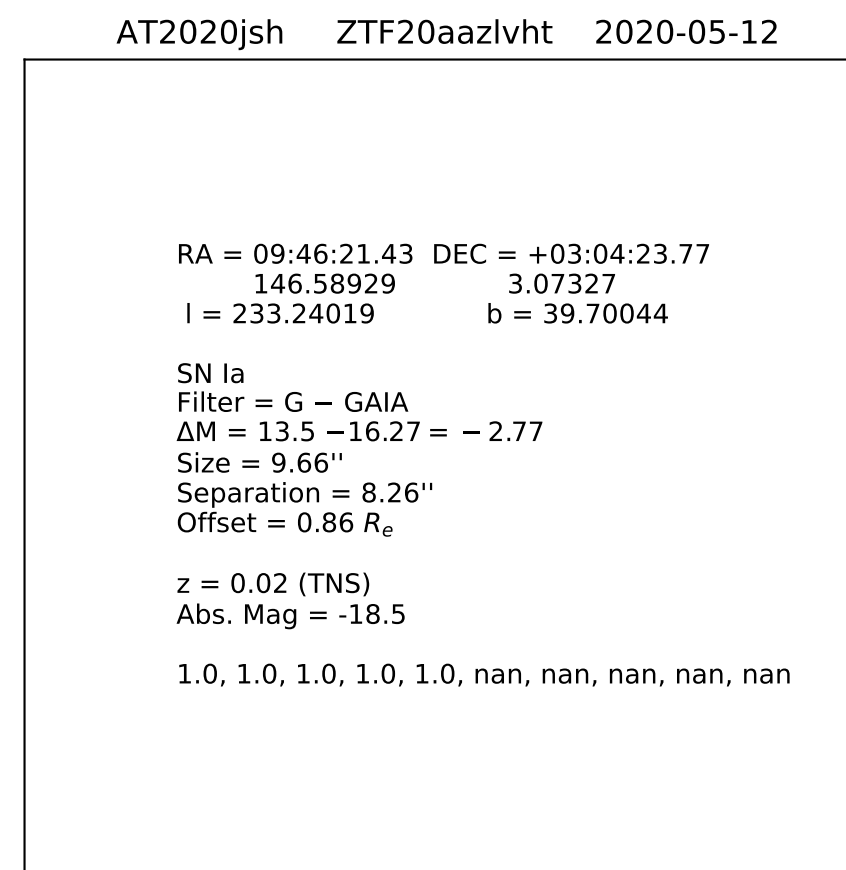 AT2020jsh ZTF20aazlvht 2020-05-12
RA = 09:46:21.43 DEC = +03:04:23.77
146.58929 3.07327
l = 233.24019 b = 39.70044
SN Ia
Filter = G − GAIA
ΔM = 13.5 −16.27 = − 2.77
Size = 9.66''
Separation = 8.26''
Offset = 0.86 Rₑ
z = 0.02 (TNS)
Abs. Mag = -18.5
1.0, 1.0, 1.0, 1.0, 1.0, nan, nan, nan, nan, nan